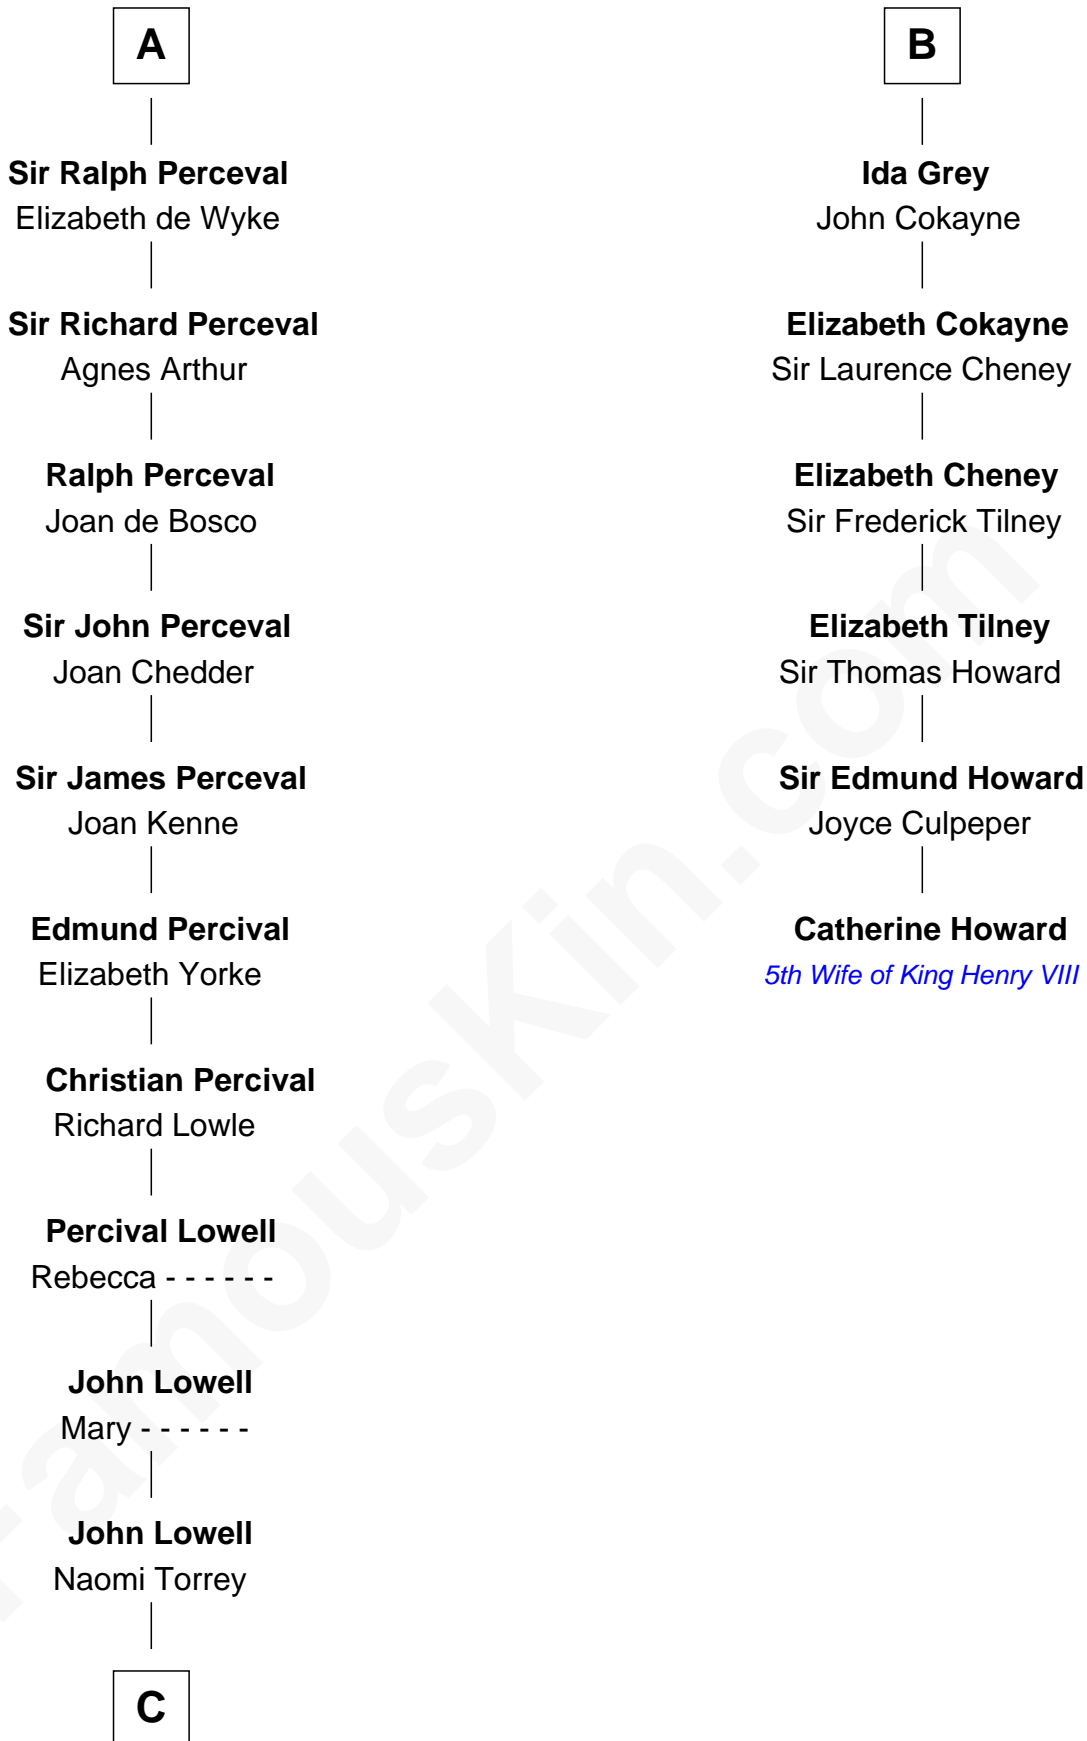 A
Sir Ralph Perceval
Elizabeth de Wyke
Sir Richard Perceval
Agnes Arthur
Ralph Perceval
Joan de Bosco
Sir John Perceval
Joan Chedder
Sir James Perceval
Joan Kenne
Edmund Percival
Elizabeth Yorke
Christian Percival
Richard Lowle
Percival Lowell
Rebecca - - - - - -
John Lowell
Mary - - - - - -
John Lowell
Naomi Torrey
C
B
Ida Grey
John Cokayne
Elizabeth Cokayne
Sir Laurence Cheney
Elizabeth Cheney
Sir Frederick Tilney
Elizabeth Tilney
Sir Thomas Howard
Sir Edmund Howard
Joyce Culpeper
Catherine Howard
5th Wife of King Henry VIII
FamousKin.com